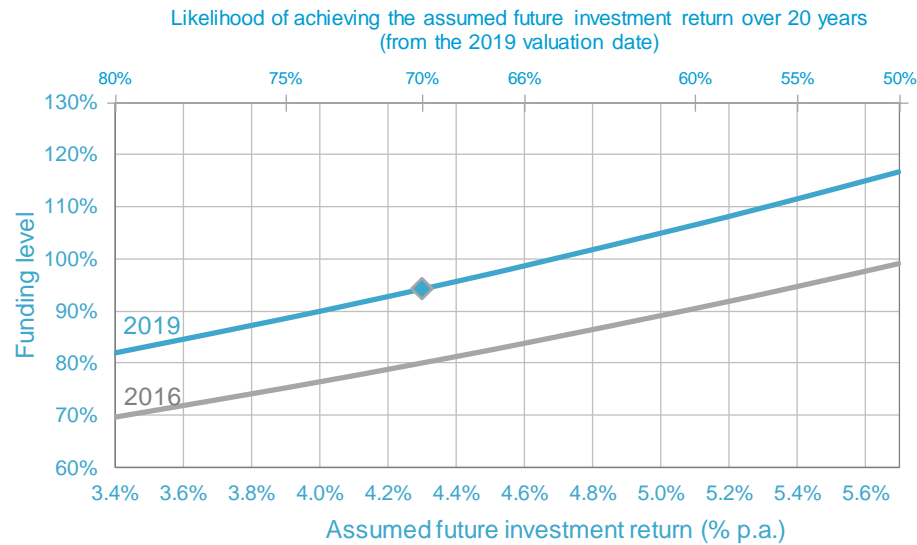 Likelihood of achieving the assumed future investment return over 20 years
(from the 2019 valuation date)
80% 75% 70% 66% 60% 55% 50%
130%
120%
110%
100%
90%
80%
70%
60%
Funding level
2019
2016
3.4% 3.6% 3.8% 4.0% 4.2% 4.4% 4.6% 4.8% 5.0% 5.2% 5.4% 5.6%
Assumed future investment return (% p.a.)